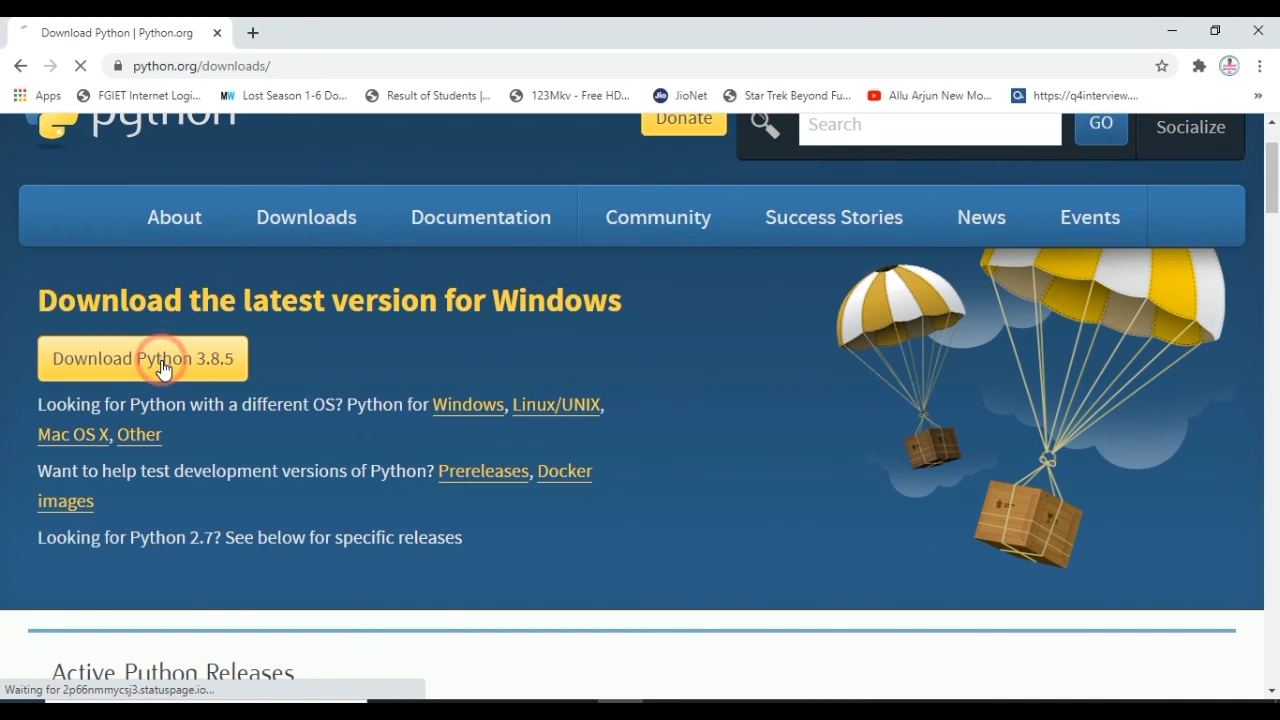 Download Python | Python.org
python.org/downloads/
Apps FGIET Internet Logi... MW Lost Season 1-6 Do... Result of Students |... 123Mkv - Free HD... Jio JioNet Star Trek Beyond Fu... Allu Arjun New Mo... Q https://q4interview....
python Donate Search GO Socialize
About Downloads Documentation Community Success Stories News Events
Download the latest version for Windows
Download Python 3.8.5
Looking for Python with a different OS? Python for Windows, Linux/UNIX,
Mac OS X, Other
Want to help test development versions of Python? Prereleases, Docker
images
Looking for Python 2.7? See below for specific releases
Active Python Releases
Waiting for 2p66nmmycsj3.statuspage.io...